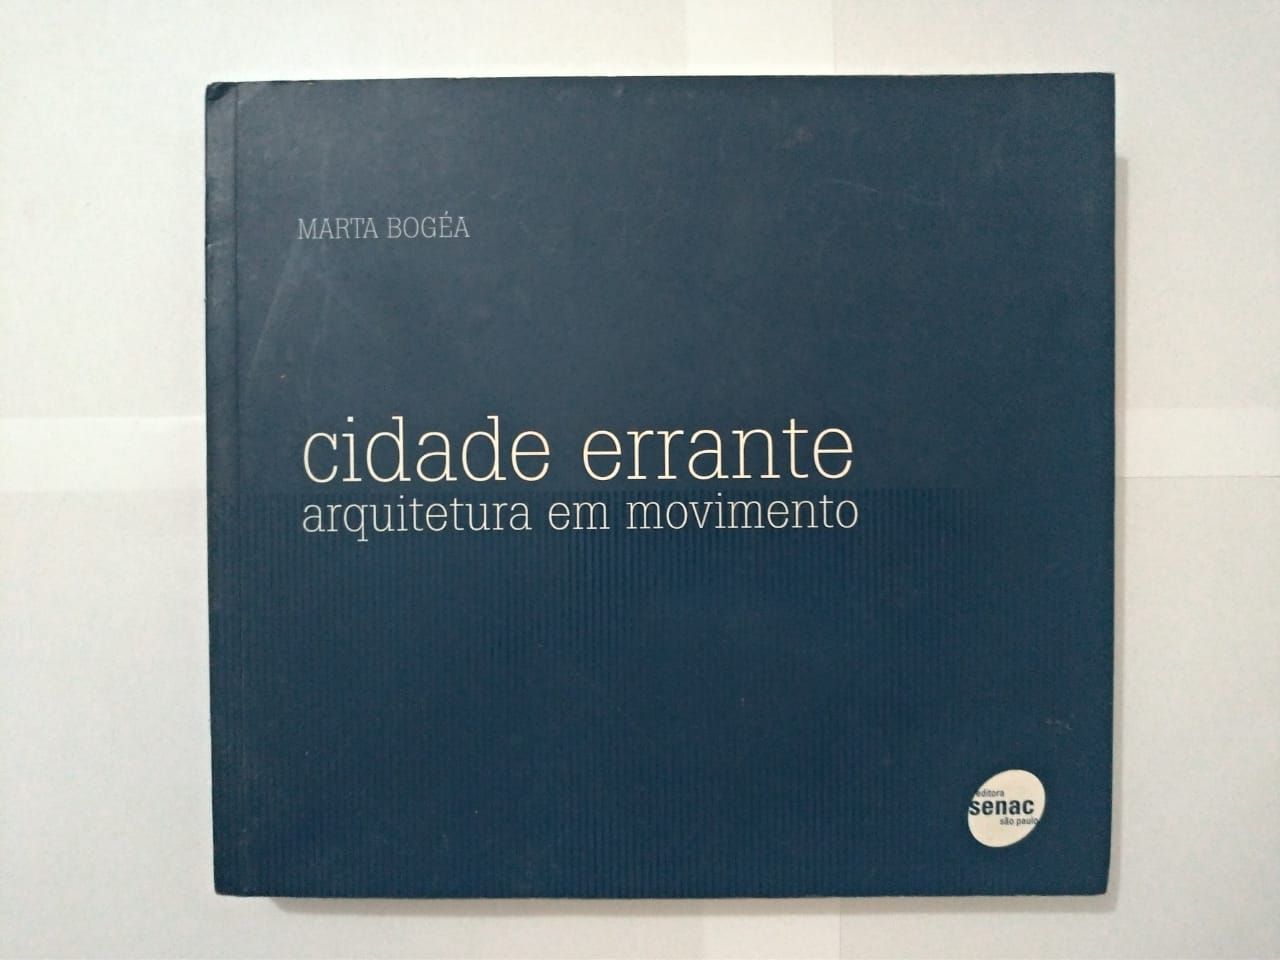 MARTA BOGÉA
cidade errante
arquitetura em movimento
editora
senac
são paulo